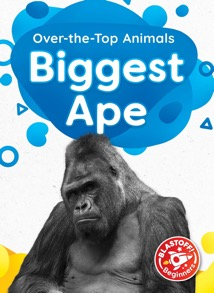 Over-the-Top Animals
Biggest
Ape
BLASTOFF!
Beginners